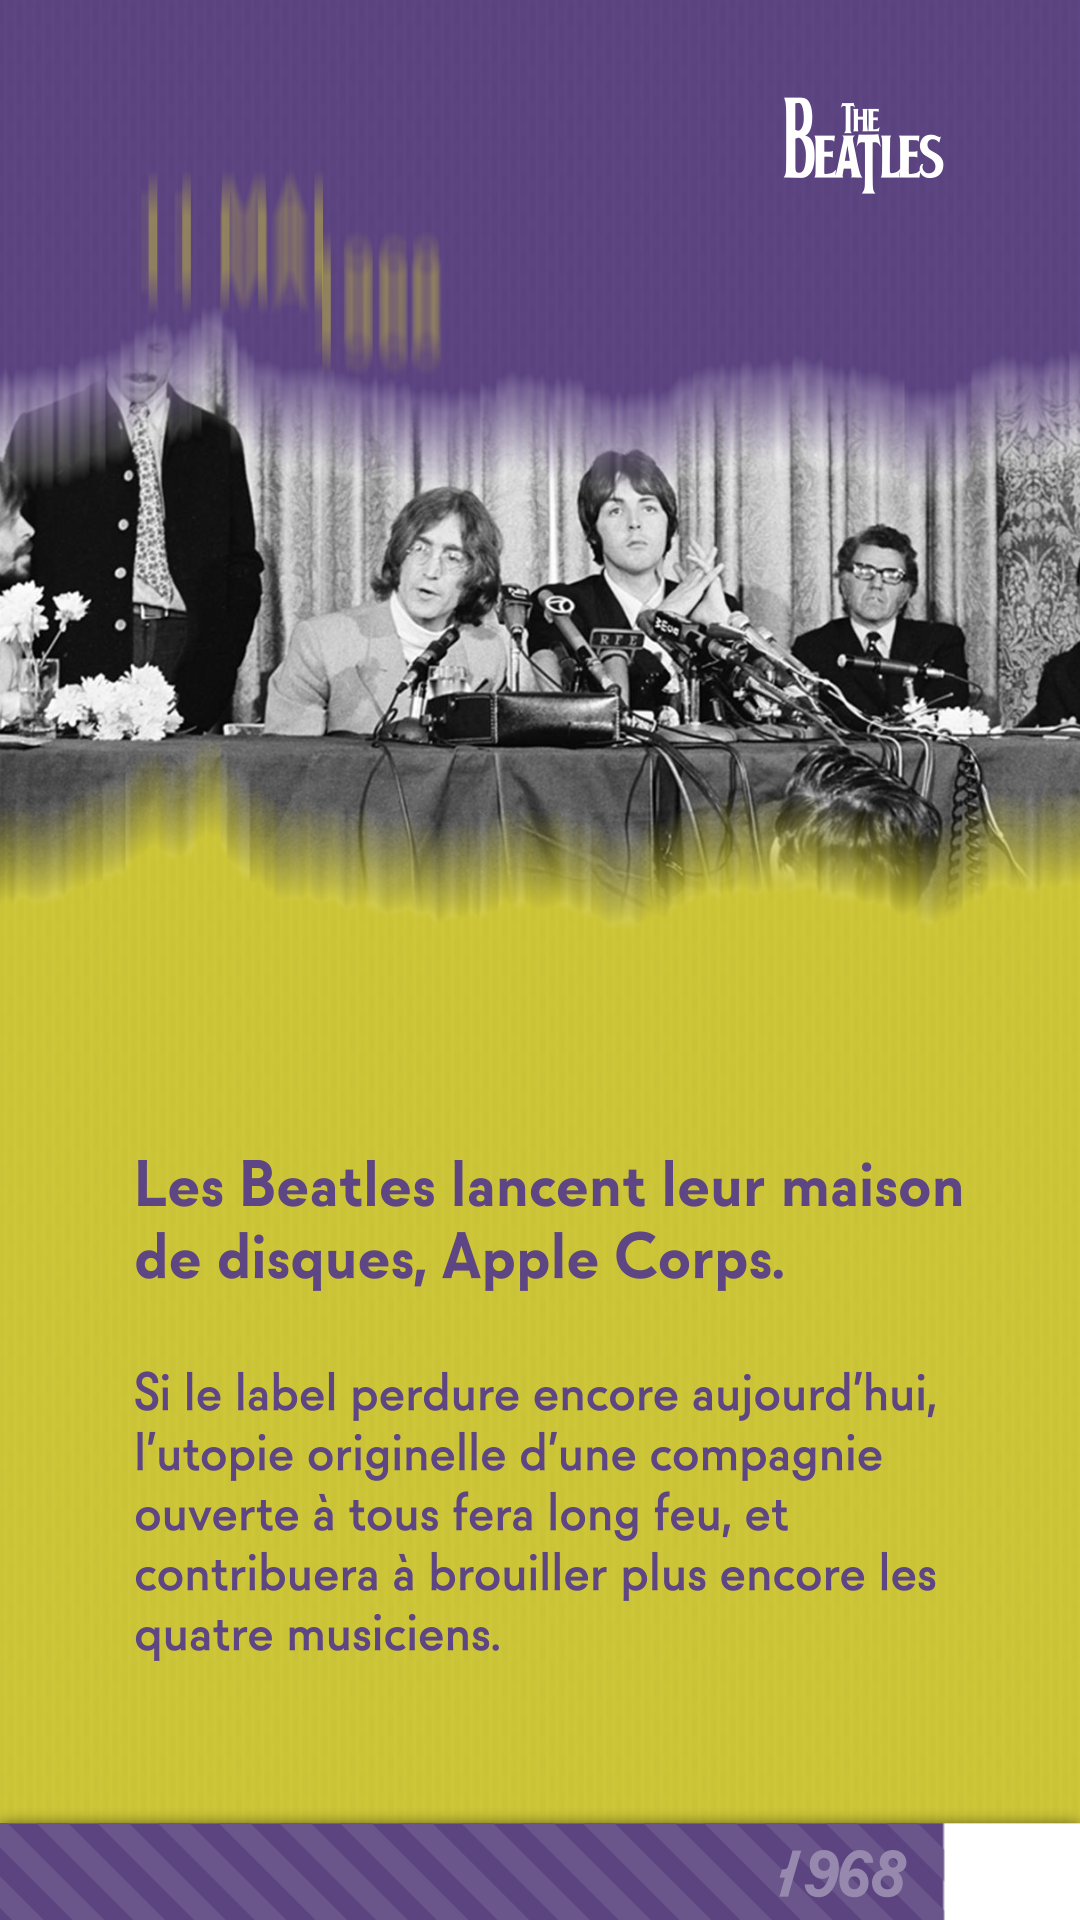 THE
BEATLES
RFE
Les Beatles lancent leur maison
de disques, Apple Corps.
Si le label perdure encore aujourd’hui,
l’utopie originelle d’une compagnie
ouverte à tous fera long feu, et
contribuera à brouiller plus encore les
quatre musiciens.
1968